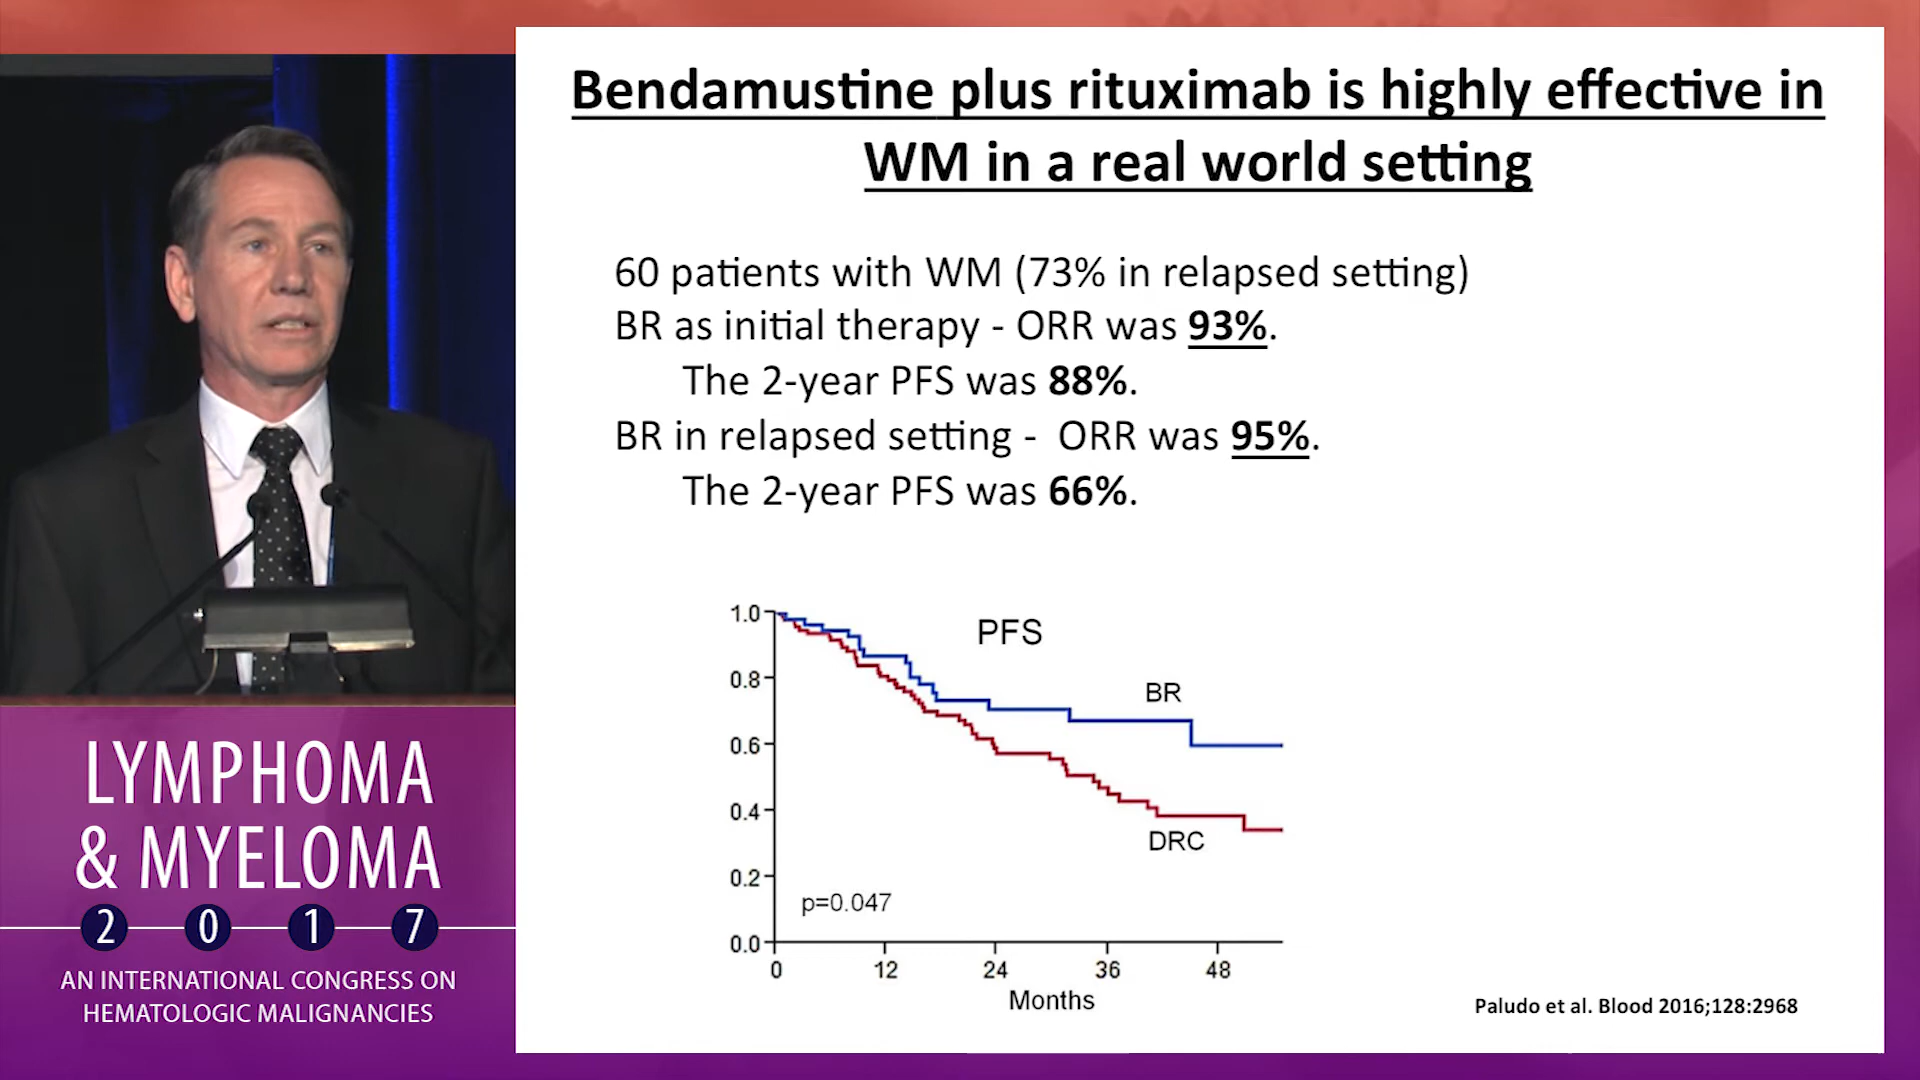 Bendamustine plus rituximab is highly effective in
WM in a real world setting
60 patients with WM (73% in relapsed setting)
BR as initial therapy - ORR was 93%.
The 2-year PFS was 88%.
BR in relapsed setting - ORR was 95%.
The 2-year PFS was 66%.
1.0
0.8
0.6
0.4
0.2
0.0
PFS
BR
DRC
p=0.047
0 12 24 36 48
Months
Paludo et al. Blood 2016;128:2968
LYMPHOMA
& MYELOMA
2 0 1 7
AN INTERNATIONAL CONGRESS ON
HEMATOLOGIC MALIGNANCIES